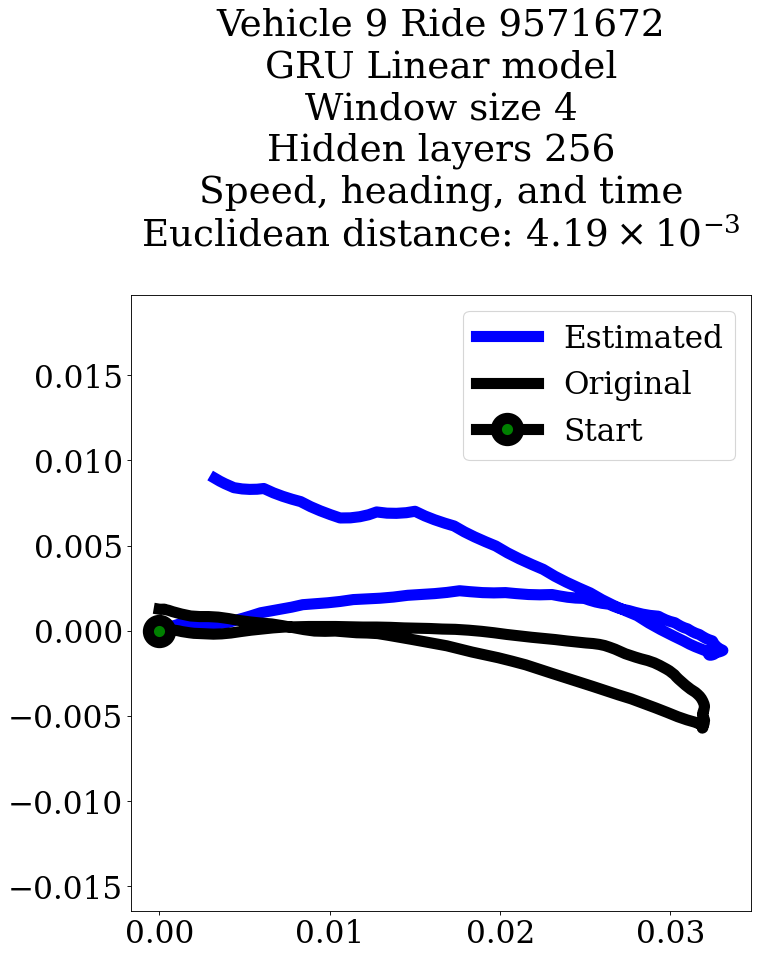 Vehicle 9 Ride 9571672
GRU Linear model
Window size 4
Hidden layers 256
Speed, heading, and time
Euclidean distance: 4.19 × 10⁻³
Estimated
Original
Start
0.015
0.010
0.005
0.000
−0.005
−0.010
−0.015
0.00 0.01 0.02 0.03